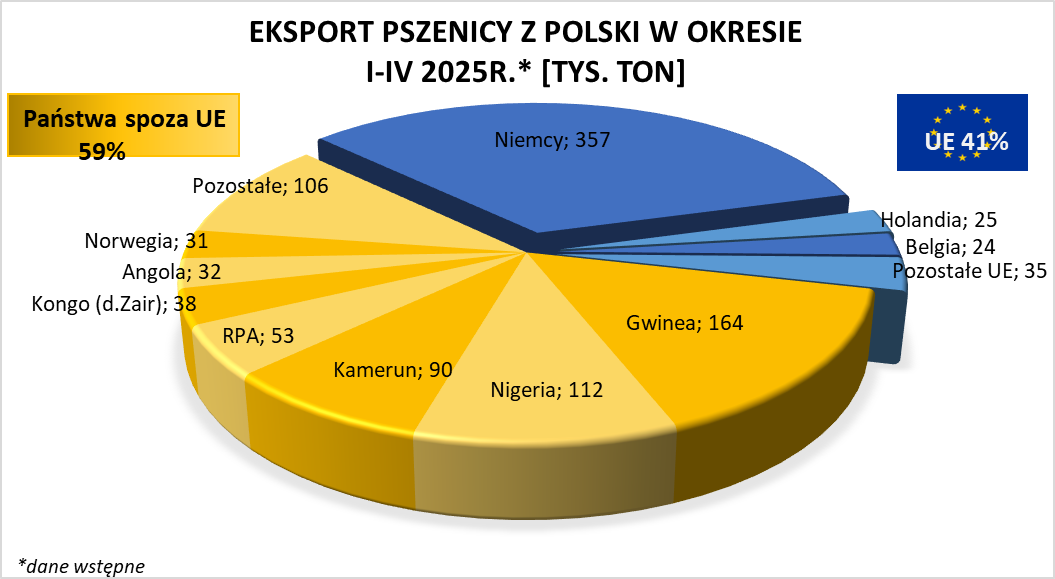 EKSPORT PSZENICY Z POLSKI W OKRESIE
I-IV 2025R.* [TYS. TON]
Państwa spoza UE
59%
UE 41%
Niemcy; 357
Pozostałe; 106
Holandia; 25
Norwegia; 31
Belgia; 24
Angola; 32
Pozostałe UE; 35
Kongo (d.Zair); 38
Gwinea; 164
RPA; 53
Kamerun; 90
Nigeria; 112
*dane wstępne